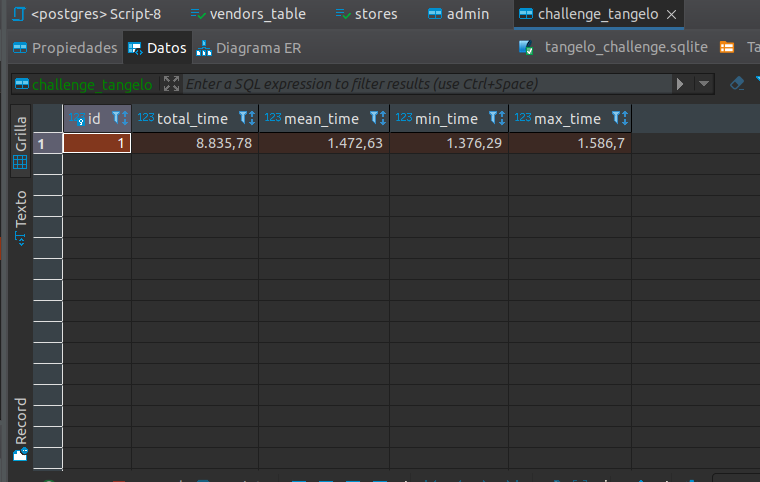 <postgres> Script-8 vendors_table stores admin challenge_tangelo
Propiedades Datos Diagrama ER tangelo_challenge.sqlite Ta
challenge_tangelo Enter a SQL expression to filter results (use Ctrl+Space)
123 id 123 total_time 123 mean_time 123 min_time 123 max_time
1 1 8.835,78 1.472,63 1.376,29 1.586,7
Grilla
Texto
Record